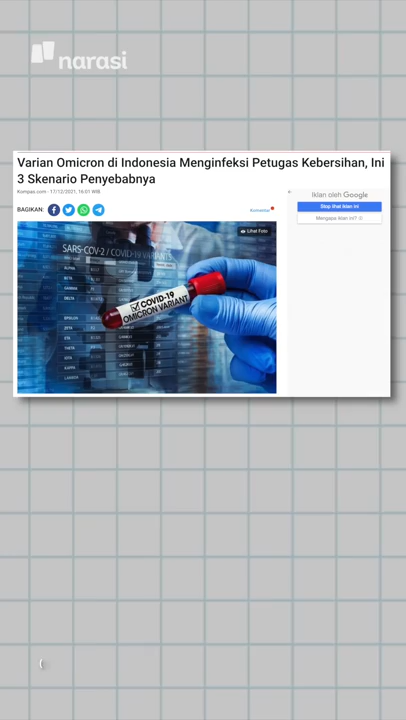 narasi
Varian Omicron di Indonesia Menginfeksi Petugas Kebersihan, Ini
3 Skenario Penyebabnya
Kompas.com - 17/12/2021, 16:01 WIB
BAGIKAN:
Komentar
Iklan oleh Google
Stop lihat iklan ini
Mengapa iklan ini?
Lihat Foto
SARS-COV-2 / COVID-19 VARIANTS
ALPHA
BETA
GAMMA
DELTA
EPSILON
ZETA
ETA
THETA
IOTA
KAPPA
LAMBDA
COVID-19
OMICRON VARIANT
(